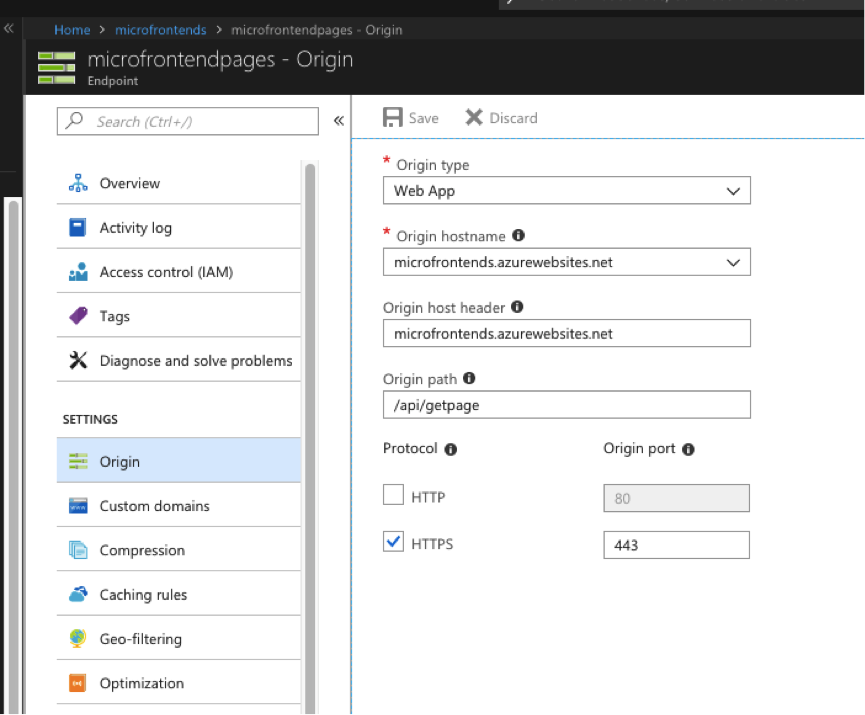 Home > microfrontends > microfrontendpages - Origin
microfrontendpages - Origin
Endpoint
Search (Ctrl+/)
Overview
Activity log
Access control (IAM)
Tags
Diagnose and solve problems
SETTINGS
Origin
Custom domains
Compression
Caching rules
Geo-filtering
Optimization
Save Discard
* Origin type
Web App
* Origin hostname
microfrontends.azurewebsites.net
Origin host header
microfrontends.azurewebsites.net
Origin path
/api/getpage
Protocol Origin port
HTTP 80
HTTPS 443